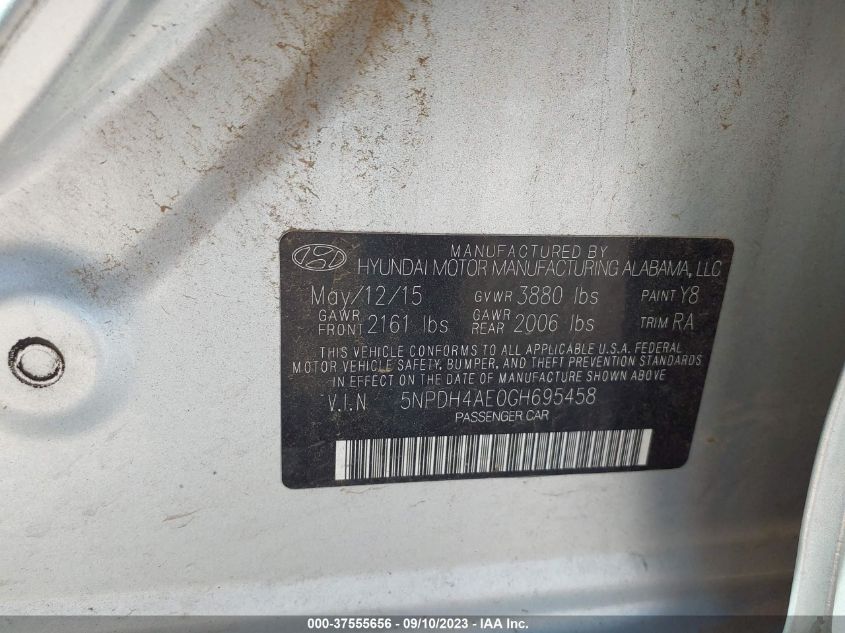 MANUFACTURED BY
HYUNDAI MOTOR MANUFACTURING ALABAMA, LLC
May/12/15 GVWR 3880 lbs PAINT Y8
GAWR FRONT 2161 lbs GAWR REAR 2006 lbs TRIM RA
THIS VEHICLE CONFORMS TO ALL APPLICABLE U.S.A. FEDERAL
MOTOR VEHICLE SAFETY, BUMPER, AND THEFT PREVENTION STANDARDS
IN EFFECT ON THE DATE OF MANUFACTURE SHOWN ABOVE
V.I.N 5NPDH4AE0GH695458
PASSENGER CAR
000-37555656 - 09/10/2023 - IAA Inc.